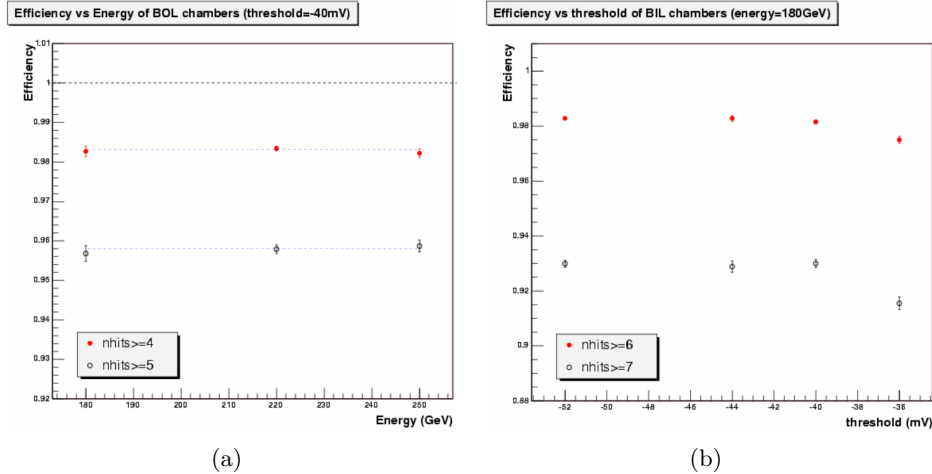 Efficiency vs Energy of BOL chambers (threshold=-40mV)
Efficiency
1.01
1
0.99
0.98
0.97
0.96
0.95
0.94
0.93
0.92
nhits>=4
nhits>=5
180 190 200 210 220 230 240 250
Energy (GeV)
(a)
Efficiency vs threshold of BIL chambers (energy=180GeV)
Efficiency
1
0.98
0.96
0.94
0.92
0.9
0.88
nhits>=6
nhits>=7
-52 -50 -48 -46 -44 -42 -40 -38 -36
threshold (mV)
(b)